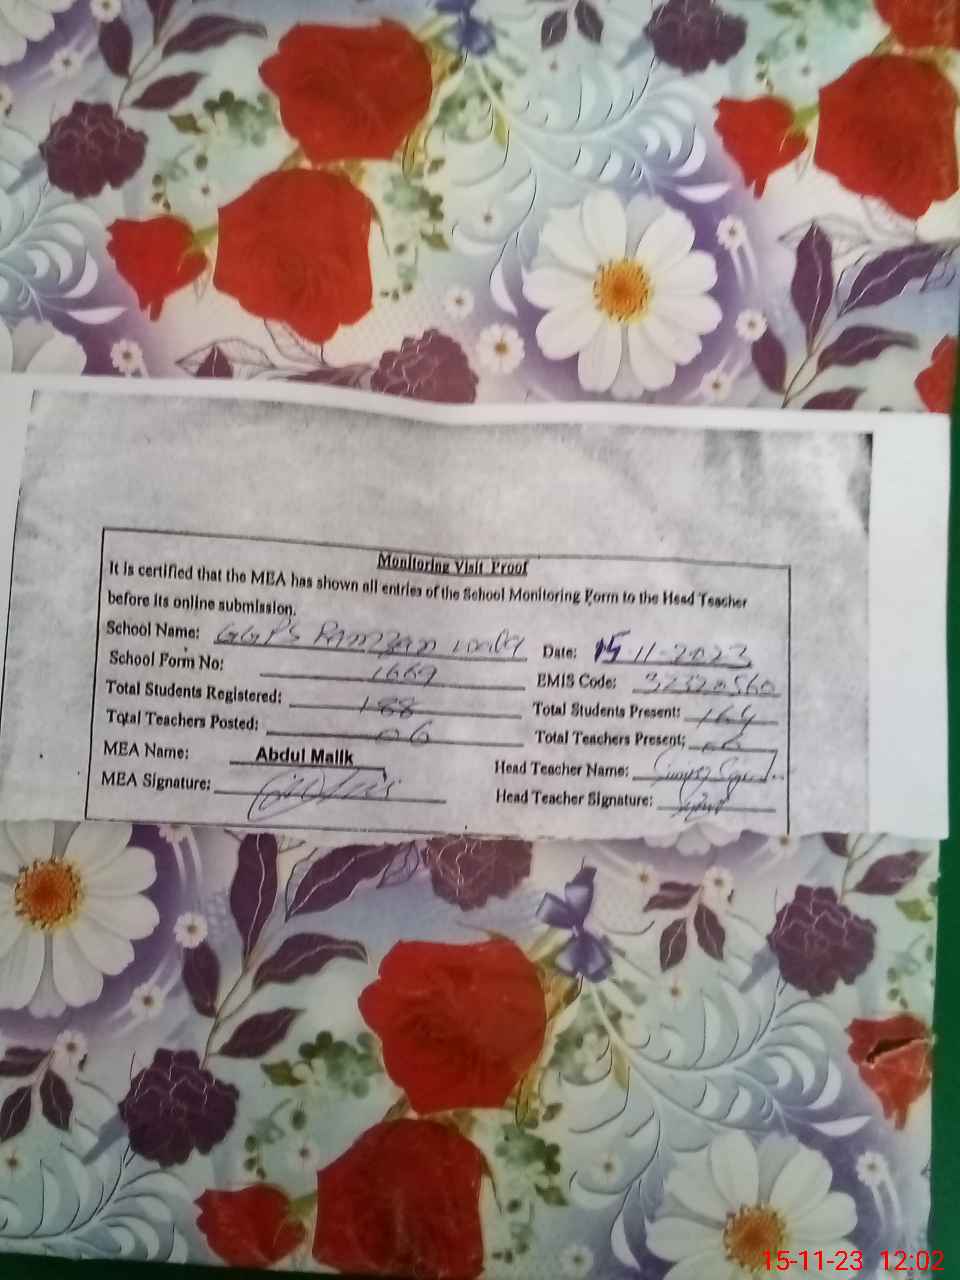 Monitoring Visit Proof
It is certified that the MEA has shown all entries of the School Monitoring Form to the Head Teacher
before its online submission.
School Name: GGPS Ramzan Date: 15-11-2023
School Form No: 1669 EMIS Code:
Total Students Registered: 188 Total Students Present: 164
Total Teachers Posted: 06 Total Teachers Present: 06
MEA Name: Abdul Malik Head Teacher Name:
MEA Signature: Head Teacher Signature:
15-11-23 12:02